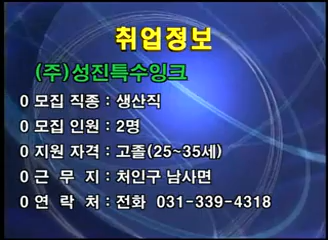 취업정보
(주)성진특수잉크
0 모집 직종 : 생산직
0 모집 인원 : 2명
0 지원 자격 : 고졸(25~35세)
0 근 무 지 : 처인구 남사면
0 연 락 처 : 전화 031-339-4318